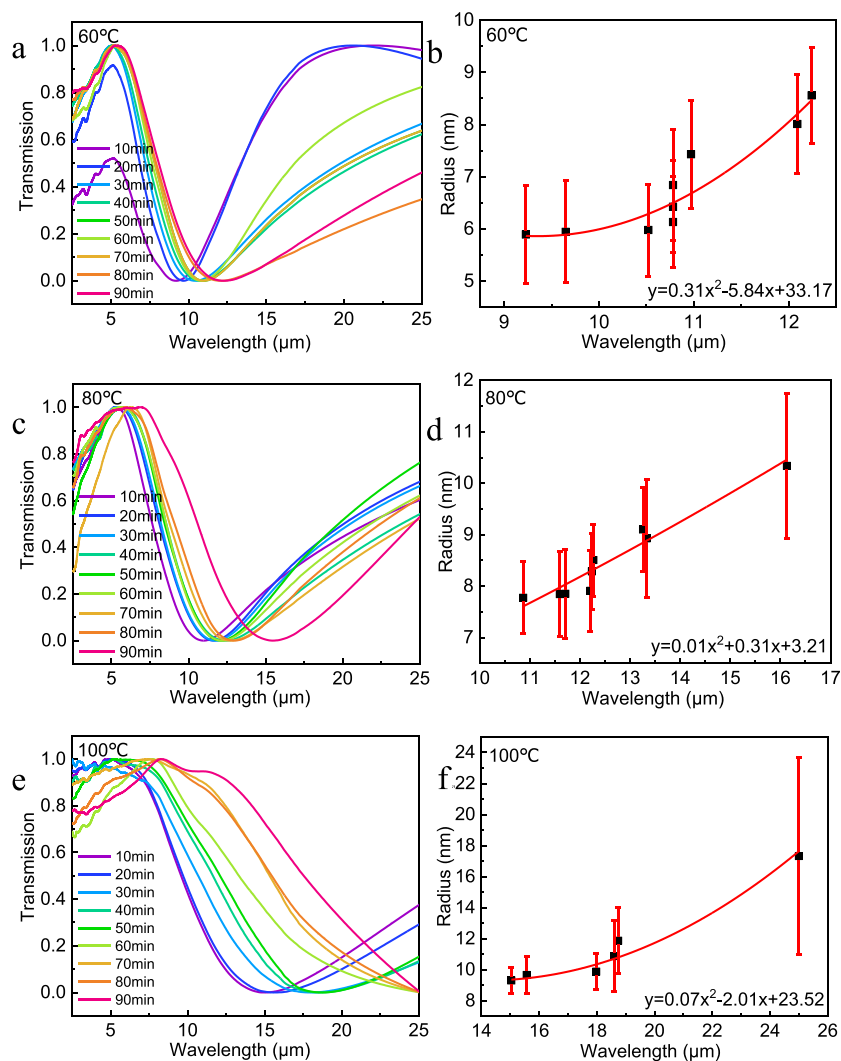 a
60℃
1.0
0.8
0.6
0.4
0.2
0.0
Transmission
10min
20min
30min
40min
50min
60min
70min
80min
90min
5 10 15 20 25
Wavelength (μm)
b
60℃
10
9
8
7
6
5
Radius (nm)
y=0.31x²-5.84x+33.17
9 10 11 12
Wavelength (μm)
c
80℃
1.0
0.8
0.6
0.4
0.2
0.0
Transmission
10min
20min
30min
40min
50min
60min
70min
80min
90min
5 10 15 20 25
Wavelength (μm)
d
80℃
12
11
10
9
8
7
Radius (nm)
y=0.01x²+0.31x+3.21
10 11 12 13 14 15 16 17
Wavelength (μm)
e
100℃
1.0
0.8
0.6
0.4
0.2
0.0
Transmission
10min
20min
30min
40min
50min
60min
70min
80min
90min
5 10 15 20 25
Wavelength (μm)
f
100℃
24
22
20
18
16
14
12
10
8
Radius (nm)
y=0.07x²-2.01x+23.52
14 16 18 20 22 24 26
Wavelength (μm)